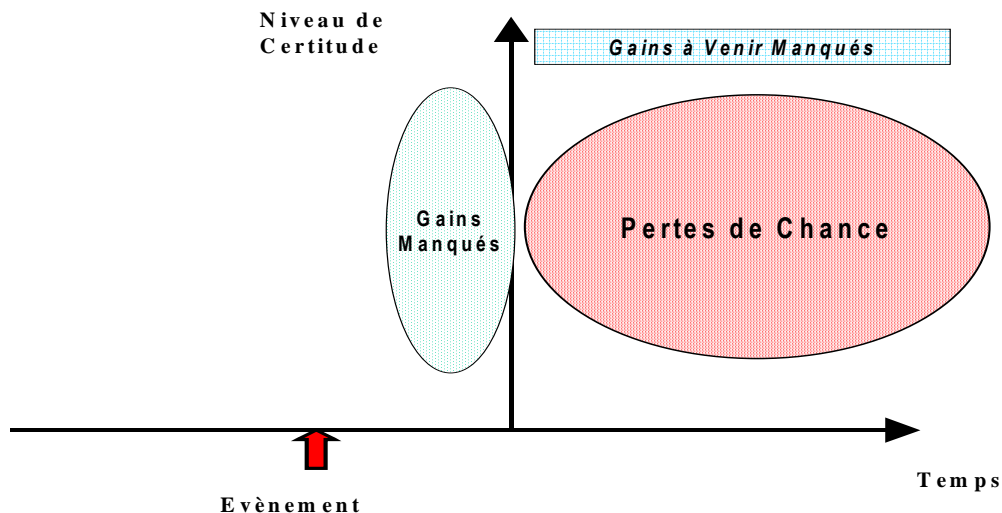 Niveau de
Certitude
Gains à Venir Manqués
Gains
Manqués
Pertes de Chance
Temps
Evènement